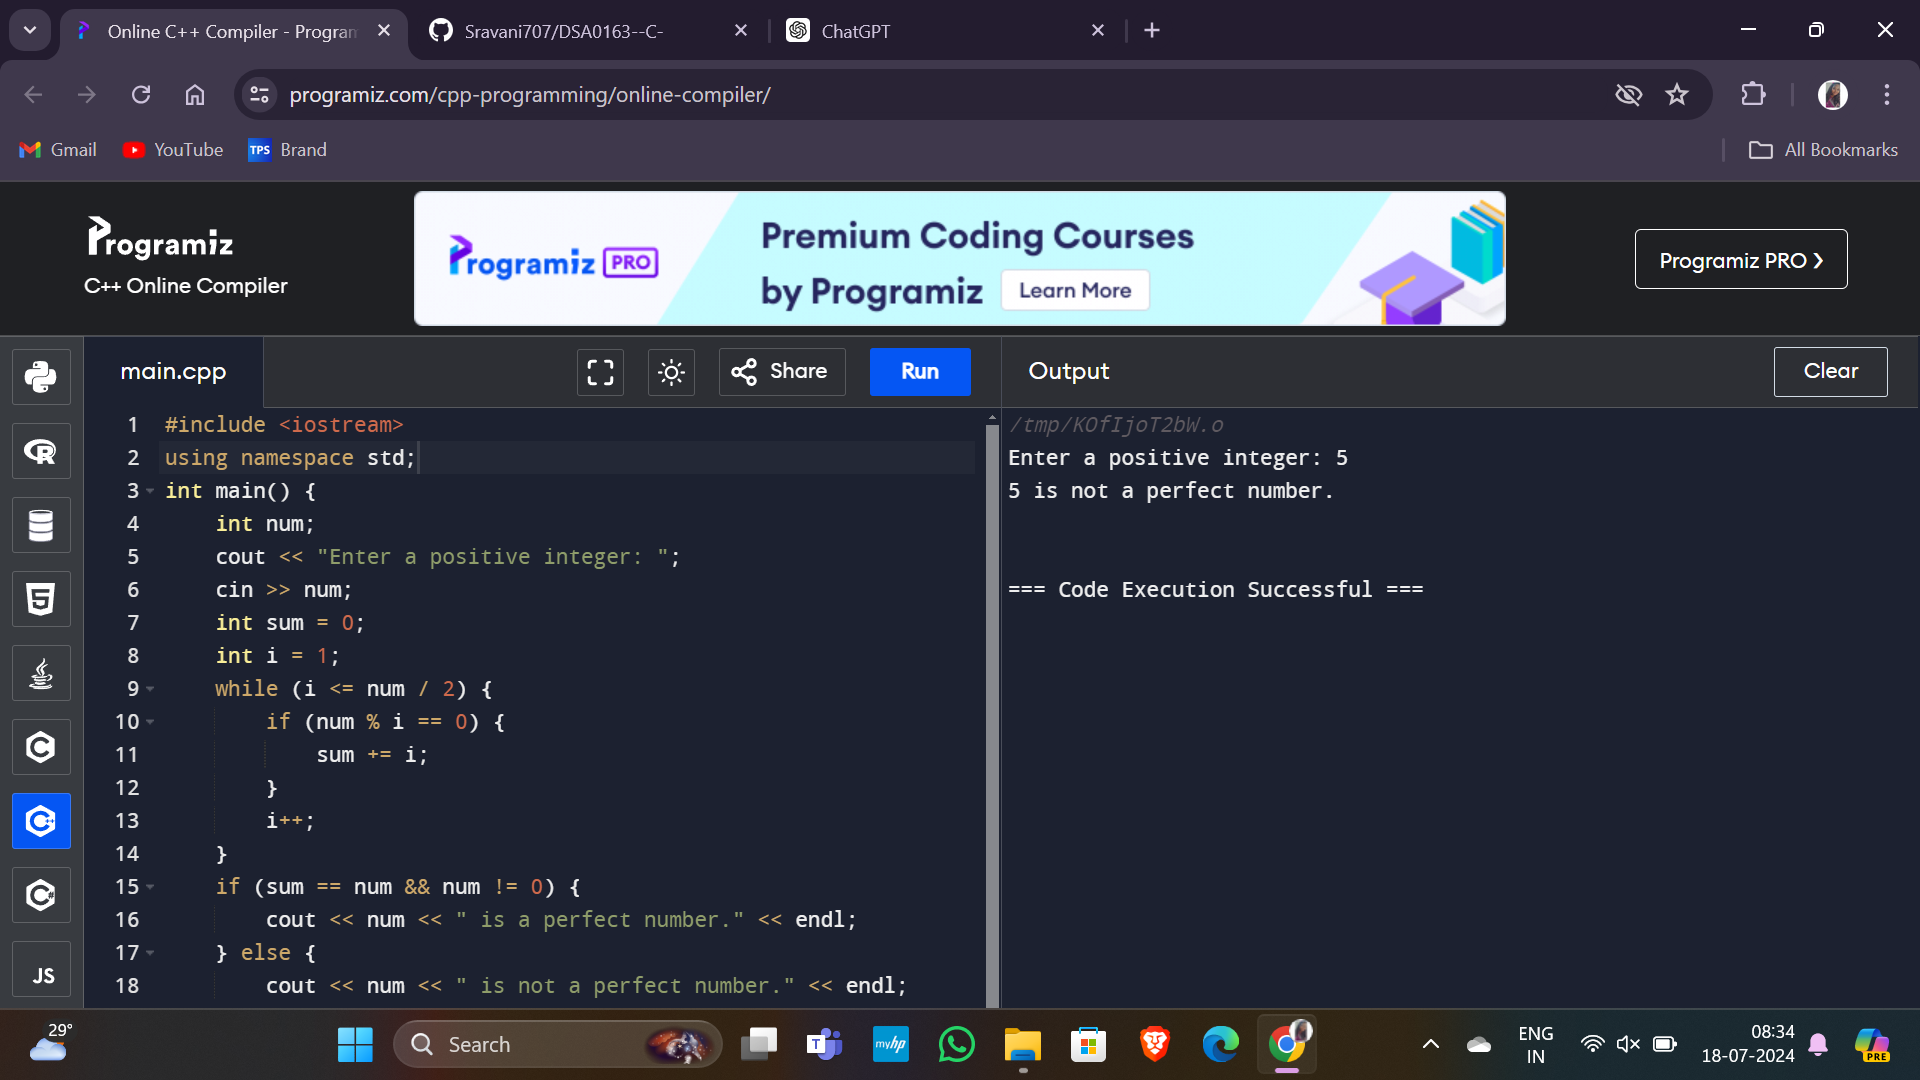 Online C++ Compiler - Program
Sravani707/DSA0163--C-
ChatGPT
programiz.com/cpp-programming/online-compiler/
Gmail
YouTube
TPS
Brand
All Bookmarks
Programiz
C++ Online Compiler
Programiz PRO
Premium Coding Courses
by Programiz
Learn More
Programiz PRO ❯
main.cpp
Share
Run
Output
Clear
1 #include <iostream>
2 using namespace std;
3 int main() {
4     int num;
5     cout << "Enter a positive integer: ";
6     cin >> num;
7     int sum = 0;
8     int i = 1;
9     while (i <= num / 2) {
10         if (num % i == 0) {
11             sum += i;
12         }
13         i++;
14     }
15     if (sum == num && num != 0) {
16         cout << num << " is a perfect number." << endl;
17     } else {
18         cout << num << " is not a perfect number." << endl;
/tmp/KOfIjoT2bW.o
Enter a positive integer: 5
5 is not a perfect number.
=== Code Execution Successful ===
R
5
C
C++
C#
JS
29°
Search
T
myhp
ENG
IN
08:34
18-07-2024
PRE